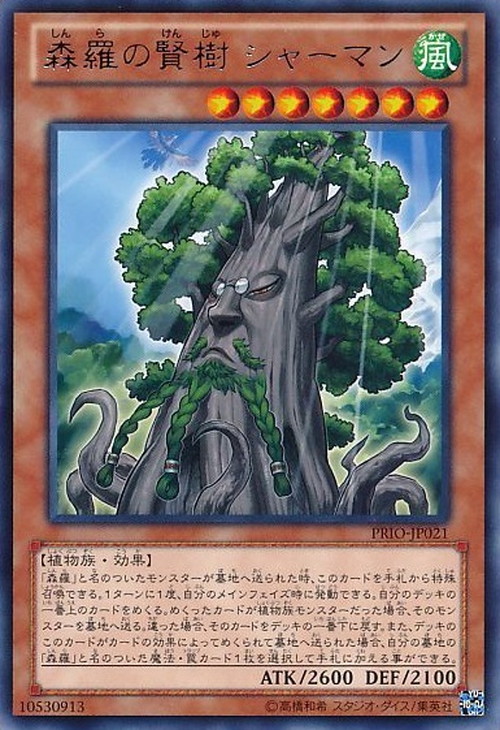 森羅の賢樹 シャーマン
風
PRIO-JP021
【植物族・効果】
「森羅」と名のついたモンスターが墓地へ送られた時、このカードを手札から特殊
召喚できる。1ターンに1度、自分のメインフェイズ時に発動できる。自分のデッキの
一番上のカードをめくる。めくったカードが植物族モンスターだった場合、そのモン
スターを墓地へ送る。違った場合、そのカードをデッキの一番下に戻す。また、デッキ
のこのカードがカードの効果によってめくられて墓地へ送られた場合、自分の墓地の
「森羅」と名のついた魔法・罠カード1枚を選択して手札に加える事ができる。
ATK/2600 DEF/2100
10530913
©高橋和希 スタジオ・ダイス/集英社